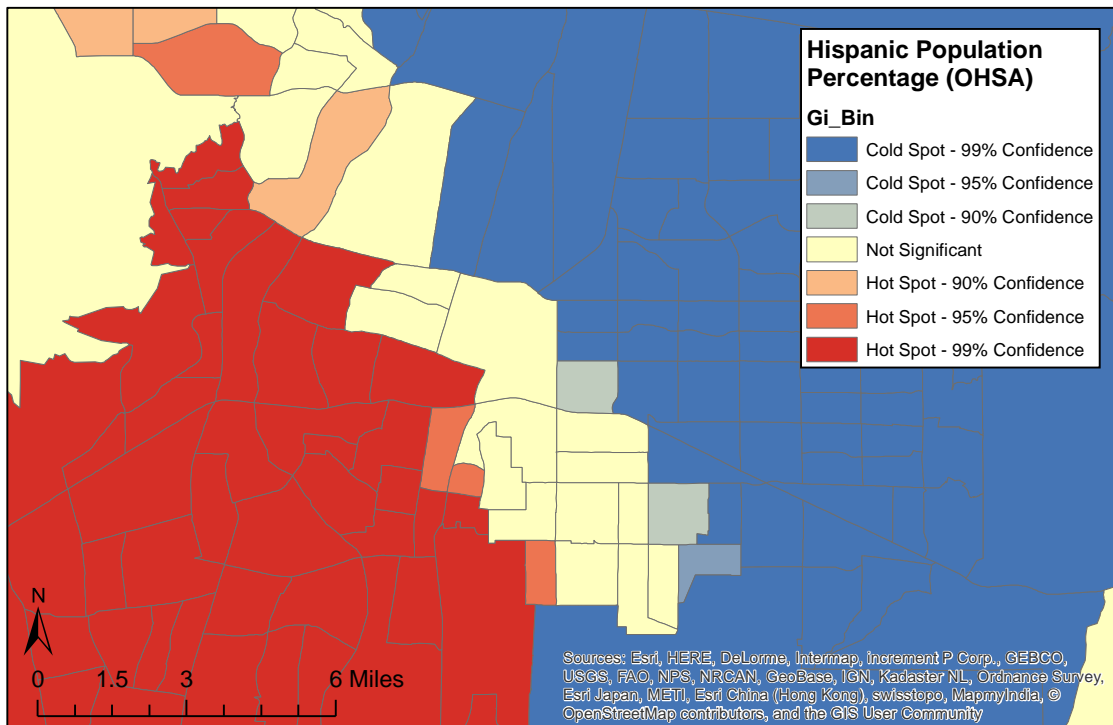 Hispanic Population
Percentage (OHSA)
Gi_Bin
Cold Spot - 99% Confidence
Cold Spot - 95% Confidence
Cold Spot - 90% Confidence
Not Significant
Hot Spot - 90% Confidence
Hot Spot - 95% Confidence
Hot Spot - 99% Confidence
N
0 1.5 3 6 Miles
Sources: Esri, HERE, DeLorme, Intermap, increment P Corp., GEBCO,
USGS, FAO, NPS, NRCAN, GeoBase, IGN, Kadaster NL, Ordnance Survey,
Esri Japan, METI, Esri China (Hong Kong), swisstopo, MapmyIndia, ©
OpenStreetMap contributors, and the GIS User Community